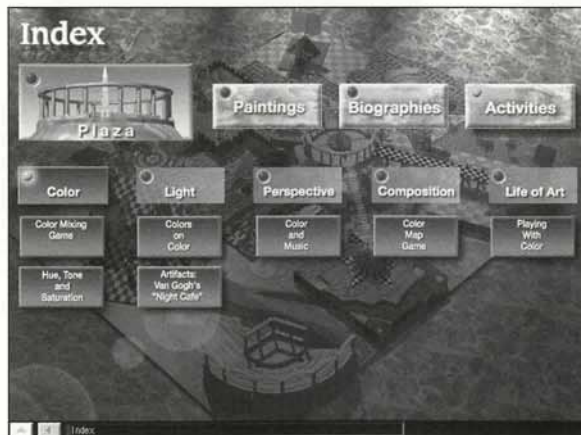 Index
Plaza
Paintings
Biographies
Activities
Color
Light
Perspective
Composition
Life of Art
Color Mixing
Game
Colors
on
Color
Color
and
Music
Color
Map
Game
Playing
With
Color
Hue, Tone
and
Saturation
Artifacts:
Van Gogh's
"Night Cafe"
Index